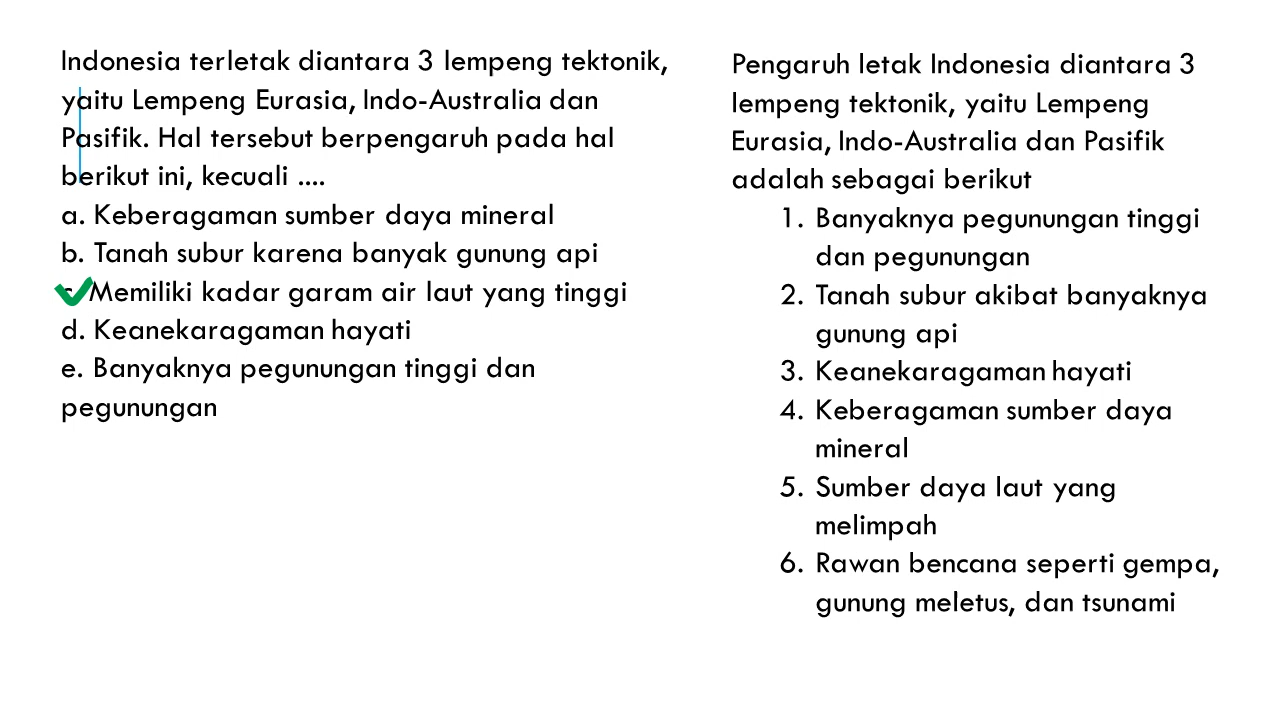 Indonesia terletak diantara 3 lempeng tektonik,
yaitu Lempeng Eurasia, Indo-Australia dan
Pasifik. Hal tersebut berpengaruh pada hal
berikut ini, kecuali ....
a. Keberagaman sumber daya mineral
b. Tanah subur karena banyak gunung api
Memiliki kadar garam air laut yang tinggi
d. Keanekaragaman hayati
e. Banyaknya pegunungan tinggi dan
pegunungan
Pengaruh letak Indonesia diantara 3
lempeng tektonik, yaitu Lempeng
Eurasia, Indo-Australia dan Pasifik
adalah sebagai berikut
1. Banyaknya pegunungan tinggi
dan pegunungan
2. Tanah subur akibat banyaknya
gunung api
3. Keanekaragaman hayati
4. Keberagaman sumber daya
mineral
5. Sumber daya laut yang
melimpah
6. Rawan bencana seperti gempa,
gunung meletus, dan tsunami